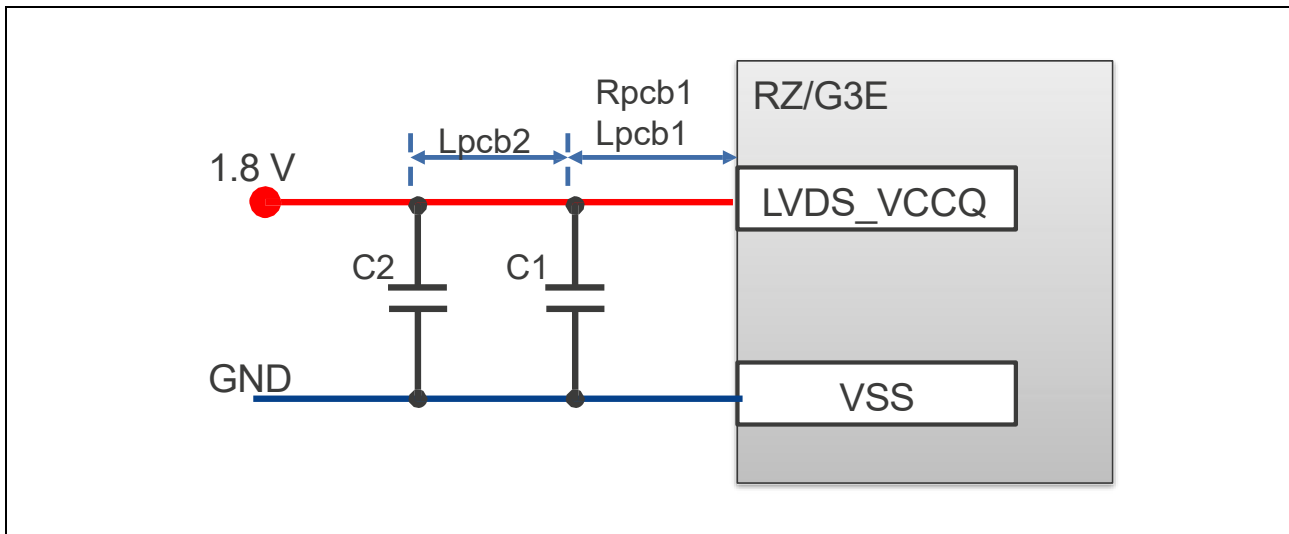 Rpcb1
RZ/G3E
Lpcb2
Lpcb1
1.8 V
LVDS_VCCQ
C2
C1
GND
VSS